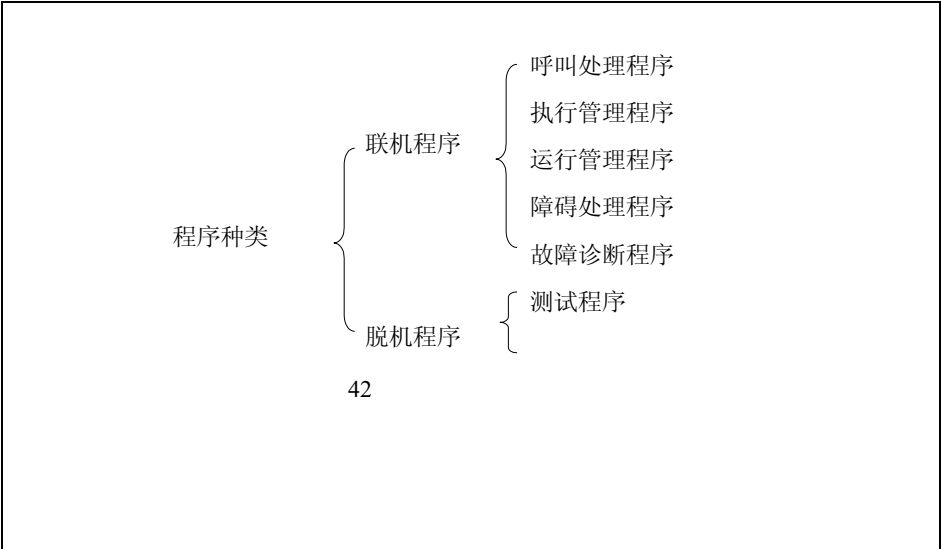 呼叫处理程序
联机程序
执行管理程序
运行管理程序
障碍处理程序
程序种类
故障诊断程序
测试程序
脱机程序
42